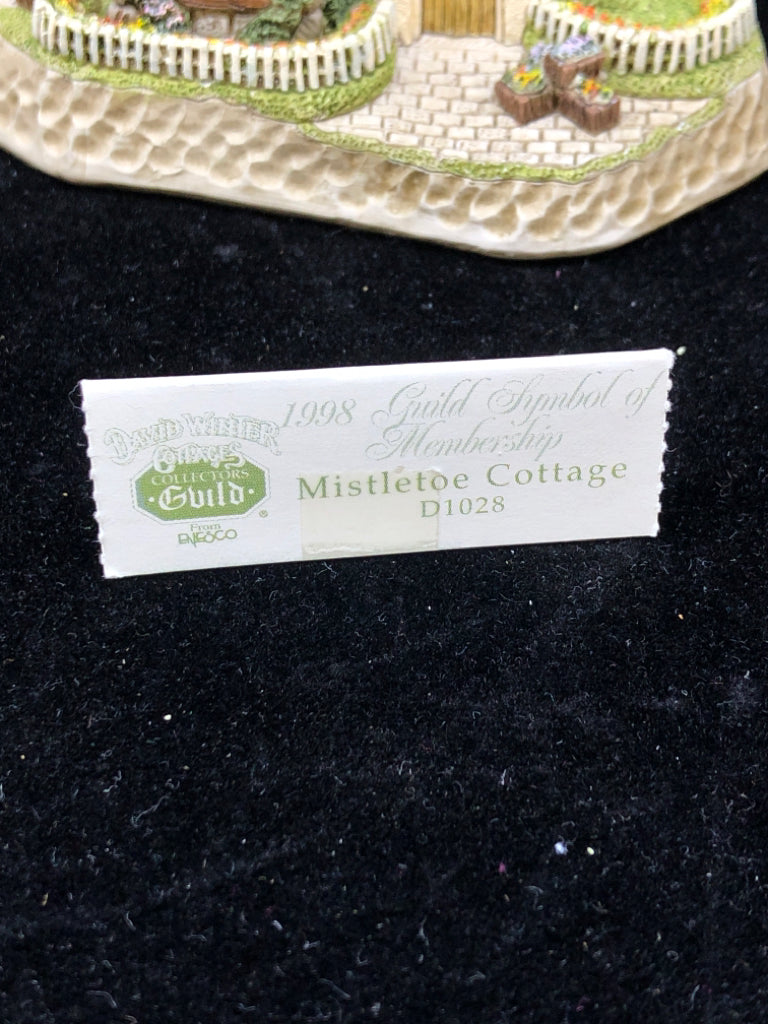 DAVID WINTER
COTTAGES
COLLECTORS'
Guild
®
From
ENESCO
1998 Guild Symbol of
Membership
Mistletoe Cottage
D1028